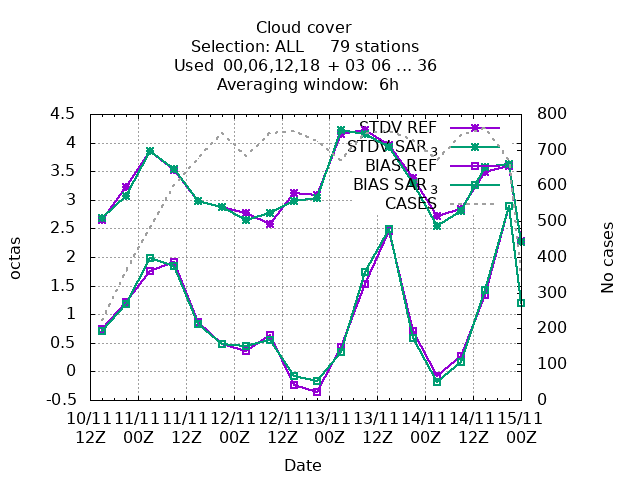 Cloud cover
Selection: ALL 79 stations
Used 00,06,12,18 + 03 06 ... 36
Averaging window: 6h
4.5
4
3.5
3
2.5
2
1.5
1
0.5
0
-0.5
octas
800
700
600
500
400
300
200
100
0
No cases
STDV REF
STDV SAR 3
BIAS REF
BIAS SAR 3
CASES
10/11 11/11 11/11 12/11 12/11 13/11 13/11 14/11 14/11 15/11
12Z 00Z 12Z 00Z 12Z 00Z 12Z 00Z 12Z 00Z
Date